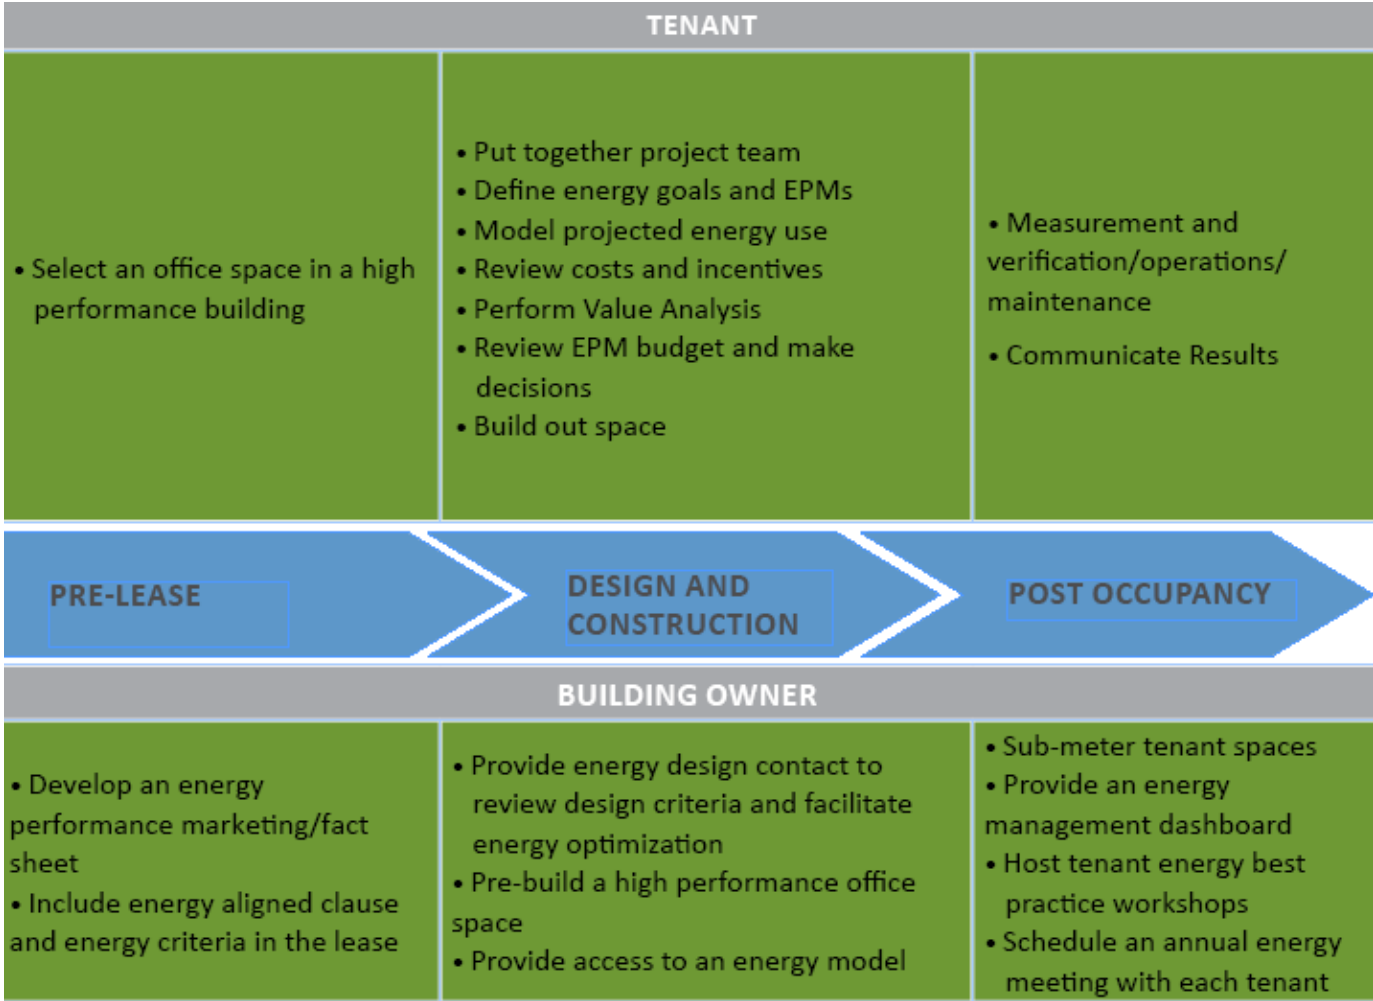 TENANT
• Select an office space in a high
performance building
• Put together project team
• Define energy goals and EPMs
• Model projected energy use
• Review costs and incentives
• Perform Value Analysis
• Review EPM budget and make
decisions
• Build out space
• Measurement and
verification/operations/
maintenance
• Communicate Results
PRE-LEASE
DESIGN AND
CONSTRUCTION
POST OCCUPANCY
BUILDING OWNER
• Develop an energy
performance marketing/fact
sheet
• Include energy aligned clause
and energy criteria in the lease
• Provide energy design contact to
review design criteria and facilitate
energy optimization
• Pre-build a high performance office
space
• Provide access to an energy model
• Sub-meter tenant spaces
• Provide an energy
management dashboard
• Host tenant energy best
practice workshops
• Schedule an annual energy
meeting with each tenant